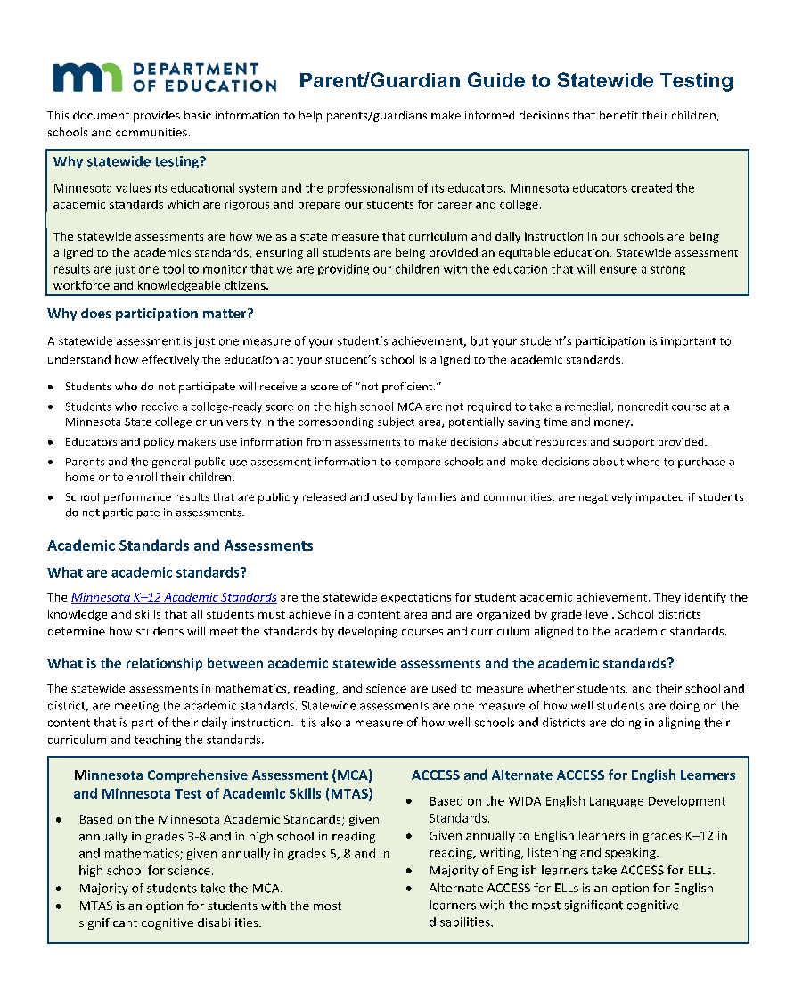 DEPARTMENT
OF EDUCATION
Parent/Guardian Guide to Statewide Testing
This document provides basic information to help parents/guardians make informed decisions that benefit their children,
schools and communities.
Why statewide testing?
Minnesota values its educational system and the professionalism of its educators. Minnesota educators created the
academic standards which are rigorous and prepare our students for career and college.
The statewide assessments are how we as a state measure that curriculum and daily instruction in our schools are being
aligned to the academics standards, ensuring all students are being provided an equitable education. Statewide assessment
results are just one tool to monitor that we are providing our children with the education that will ensure a strong
workforce and knowledgeable citizens.
Why does participation matter?
A statewide assessment is just one measure of your student's achievement, but your student's participation is important to
understand how effectively the education at your student's school is aligned to the academic standards.
• Students who do not participate will receive a score of "not proficient."
• Students who receive a college-ready score on the high school MCA are not required to take a remedial, noncredit course at a
Minnesota State college or university in the corresponding subject area, potentially saving time and money.
• Educators and policy makers use information from assessments to make decisions about resources and support provided.
• Parents and the general public use assessment information to compare schools and make decisions about where to purchase a
home or to enroll their children.
• School performance results that are publicly released and used by families and communities, are negatively impacted if students
do not participate in assessments.
Academic Standards and Assessments
What are academic standards?
The Minnesota K–12 Academic Standards are the statewide expectations for student academic achievement. They identify the
knowledge and skills that all students must achieve in a content area and are organized by grade level. School districts
determine how students will meet the standards by developing courses and curriculum aligned to the academic standards.
What is the relationship between academic statewide assessments and the academic standards?
The statewide assessments in mathematics, reading, and science are used to measure whether students, and their school and
district, are meeting the academic standards. Statewide assessments are one measure of how well students are doing on the
content that is part of their daily instruction. It is also a measure of how well schools and districts are doing in aligning their
curriculum and teaching the standards.
Minnesota Comprehensive Assessment (MCA)
and Minnesota Test of Academic Skills (MTAS)
• Based on the Minnesota Academic Standards; given
annually in grades 3-8 and in high school in reading
and mathematics; given annually in grades 5, 8 and in
high school for science.
• Majority of students take the MCA.
• MTAS is an option for students with the most
significant cognitive disabilities.
ACCESS and Alternate ACCESS for English Learners
• Based on the WIDA English Language Development
Standards.
• Given annually to English learners in grades K–12 in
reading, writing, listening and speaking.
• Majority of English learners take ACCESS for ELLs.
• Alternate ACCESS for ELLs is an option for English
learners with the most significant cognitive
disabilities.